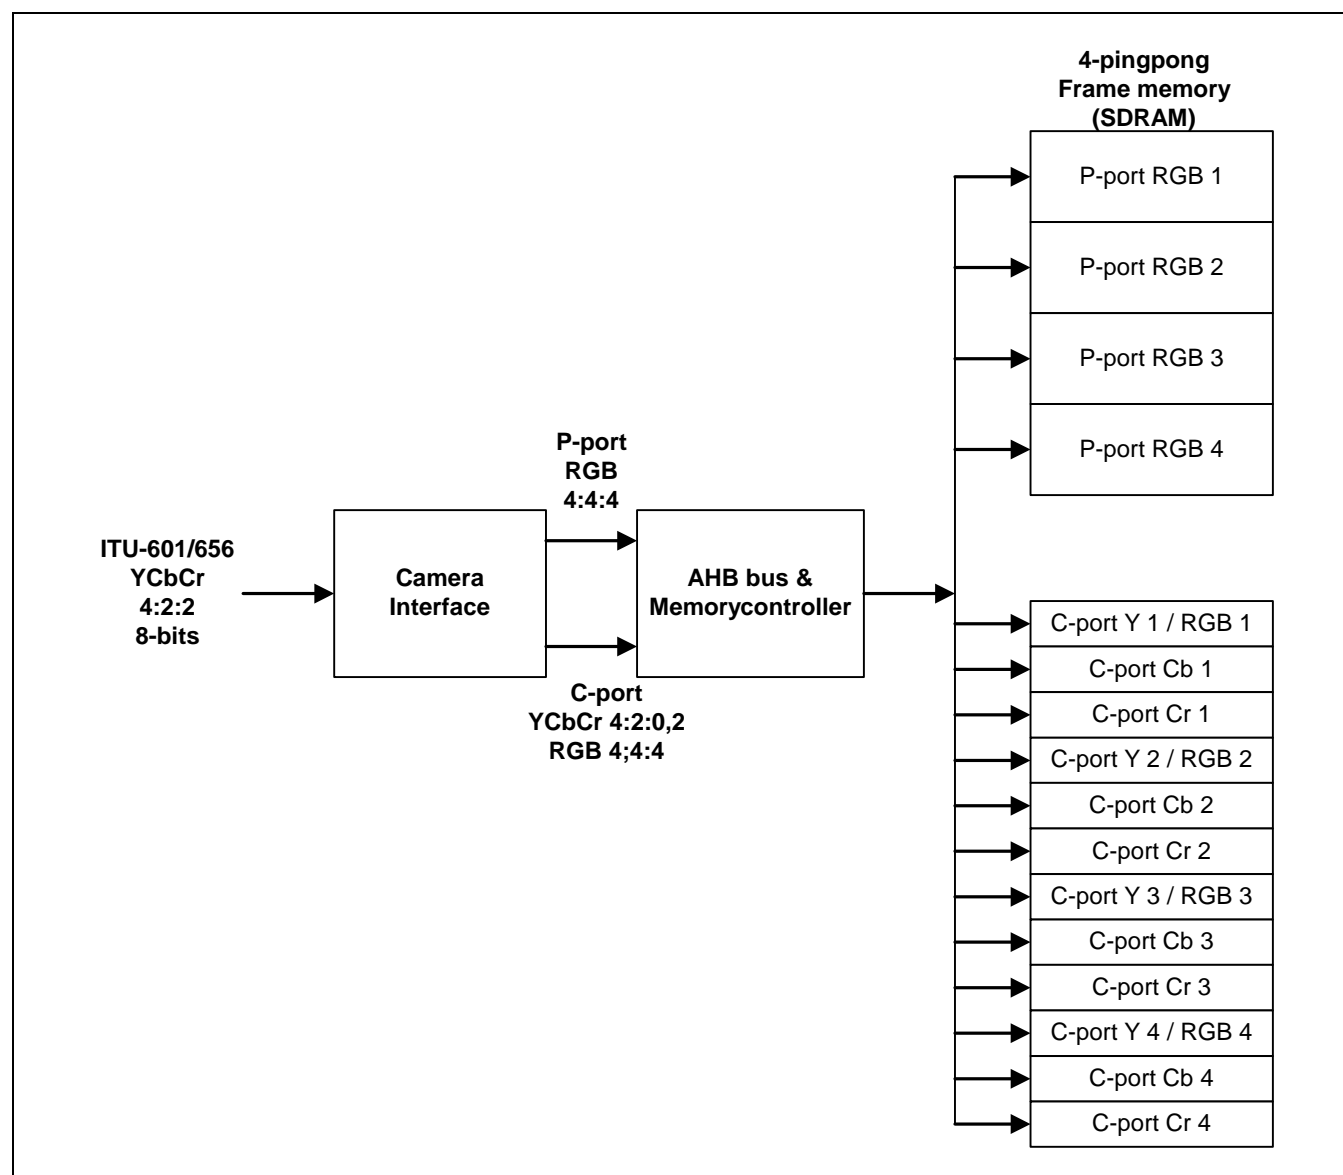 4-pingpong
Frame memory
(SDRAM)
P-port RGB 1
P-port RGB 2
P-port RGB 3
P-port RGB 4
P-port
RGB
4:4:4
ITU-601/656
YCbCr
4:2:2
8-bits
Camera
Interface
AHB bus &
Memorycontroller
C-port
YCbCr 4:2:0,2
RGB 4;4:4
C-port Y 1 / RGB 1
C-port Cb 1
C-port Cr 1
C-port Y 2 / RGB 2
C-port Cb 2
C-port Cr 2
C-port Y 3 / RGB 3
C-port Cb 3
C-port Cr 3
C-port Y 4 / RGB 4
C-port Cb 4
C-port Cr 4